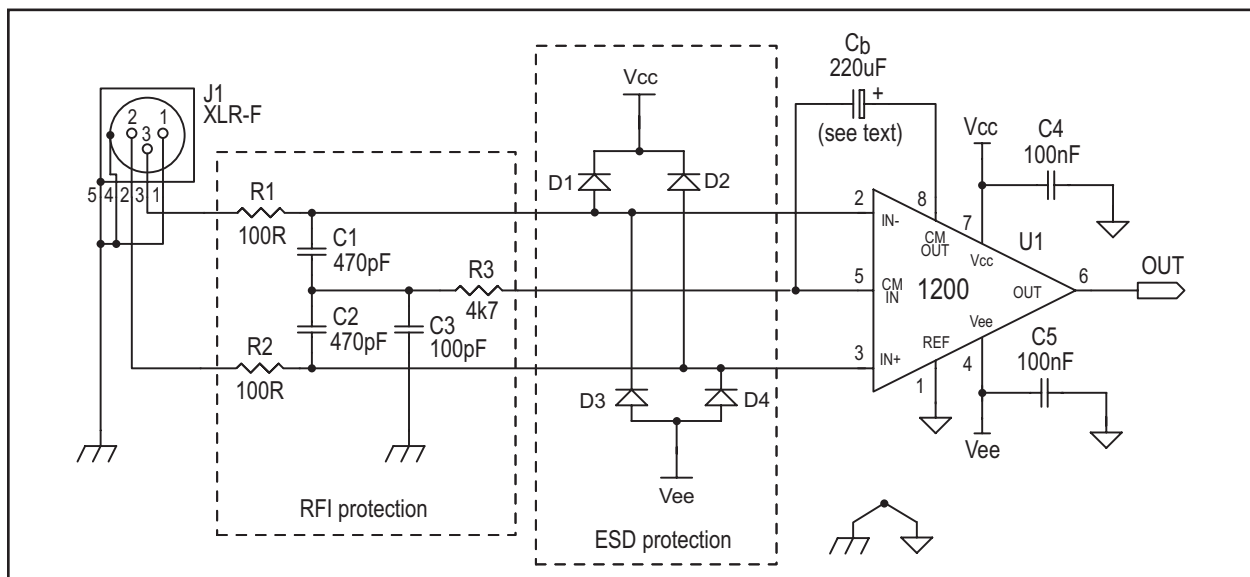 J1
XLR-F
2
1
3
5
4
2
3
1
R1
100R
C1
470pF
R3
4k7
C2
470pF
C3
100pF
R2
100R
RFI protection
Vcc
D1
D2
D3
D4
Vee
ESD protection
Cb
220uF
+
(see text)
Vcc
C4
100nF
2
IN-
8
CM
OUT
7
Vcc
U1
5
CM
IN
1200
OUT
6
OUT
3
IN+
REF
1
Vee
4
C5
100nF
Vee